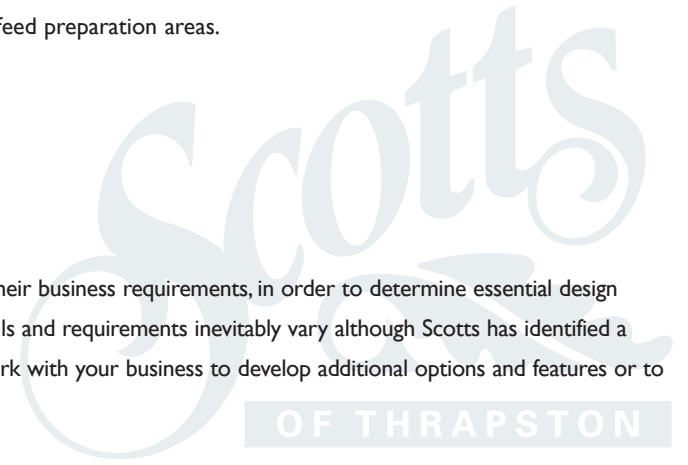 feed preparation areas.
Scotts
heir business requirements, in order to determine essential design
ls and requirements inevitably vary although Scotts has identified a
rk with your business to develop additional options and features or to
OF THRAPSTON